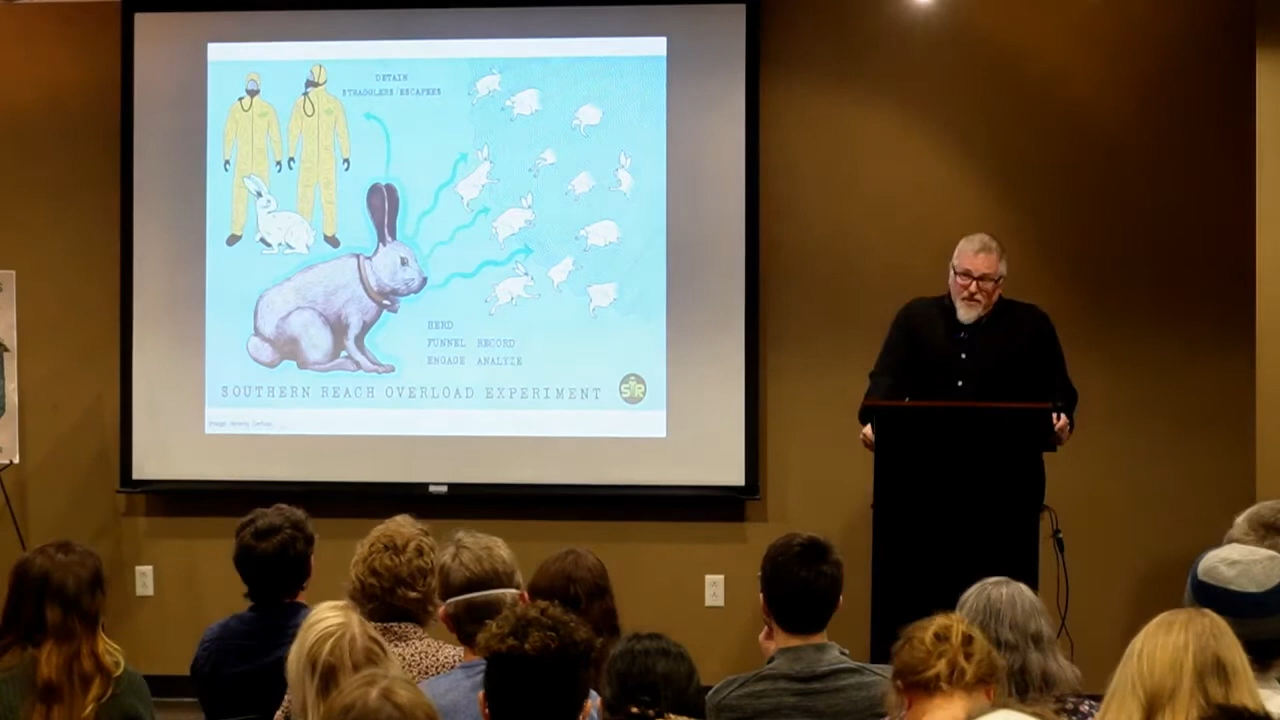 DETAIN
STRAGGLERS/ESCAPEES
HERD
FUNNEL RECORD
ENGAGE ANALYZE
SOUTHERN REACH OVERLOAD EXPERIMENT
SR